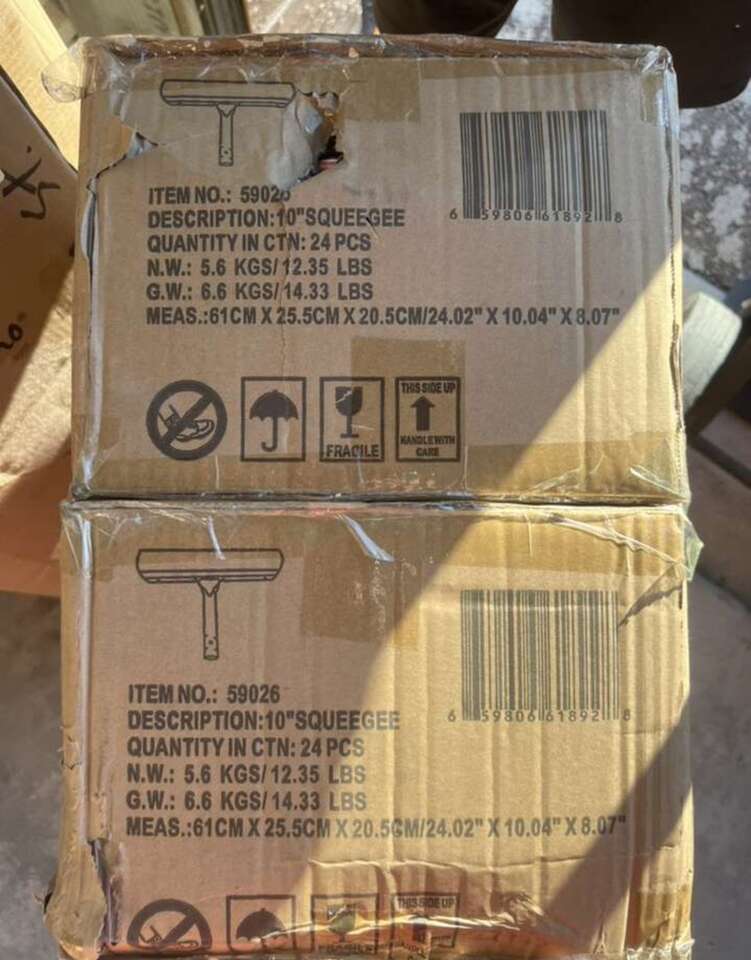 ITEM NO.: 59026
DESCRIPTION:10"SQUEEGEE
QUANTITY IN CTN: 24 PCS
N.W.: 5.6 KGS/12.35 LBS
G.W.: 6.6 KGS/14.33 LBS
MEAS.:61CM X 25.5CM X 20.5CM/24.02" X 10.04" X 8.07"
6 59806 61892 8
FRAGILE
THIS SIDE UP
HANDLE WITH
CARE
ITEM NO.: 59026
DESCRIPTION:10"SQUEEGEE
QUANTITY IN CTN: 24 PCS
N.W.: 5.6 KGS/12.35 LBS
G.W.: 6.6 KGS/14.33 LBS
MEAS.:61CM X 25.5CM X 20.5CM/24.02" X 10.04" X 8.07"
6 59806 61892 8
THIS SIDE UP